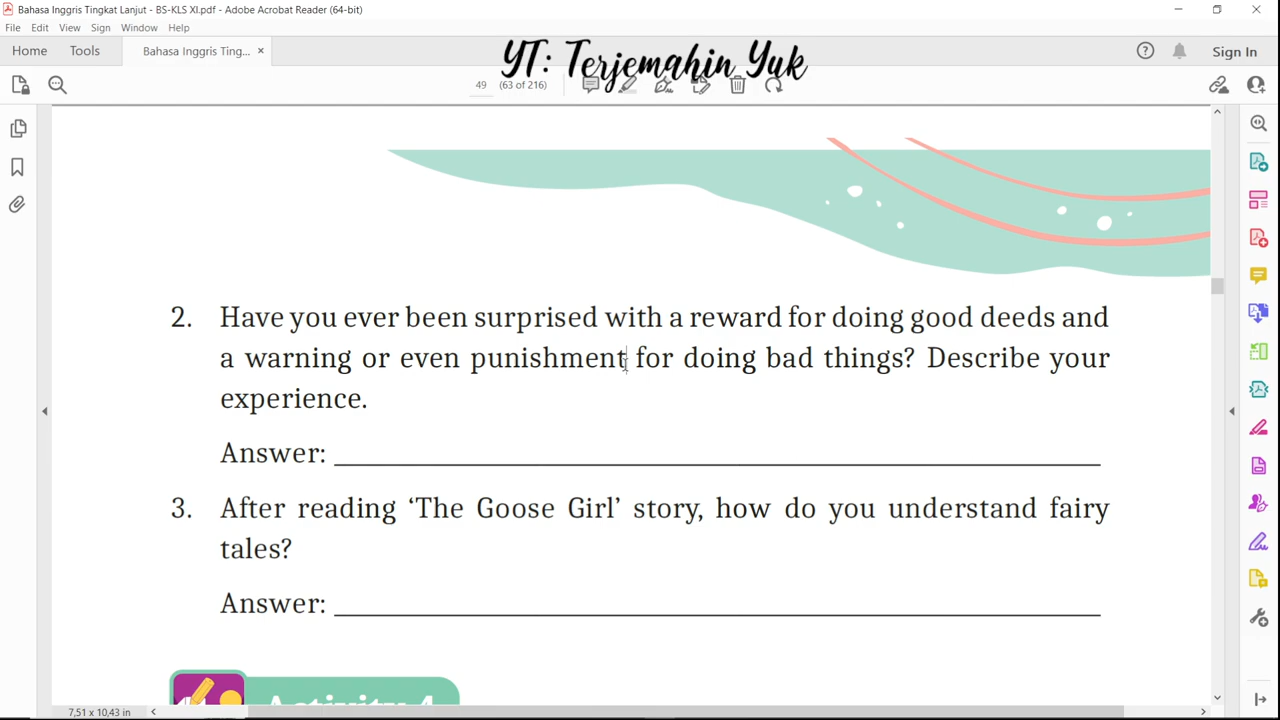 Bahasa Inggris Tingkat Lanjut - BS-KLS XI.pdf - Adobe Acrobat Reader (64-bit)
File Edit View Sign Window Help
Home Tools Bahasa Inggris Ting... × Sign In
YT: Terjemahin Yuk
49 (63 of 216)
2. Have you ever been surprised with a reward for doing good deeds and
a warning or even punishment for doing bad things? Describe your
experience.
Answer:
3. After reading ‘The Goose Girl’ story, how do you understand fairy
tales?
Answer:
Activity 4
7,51 x 10,43 in